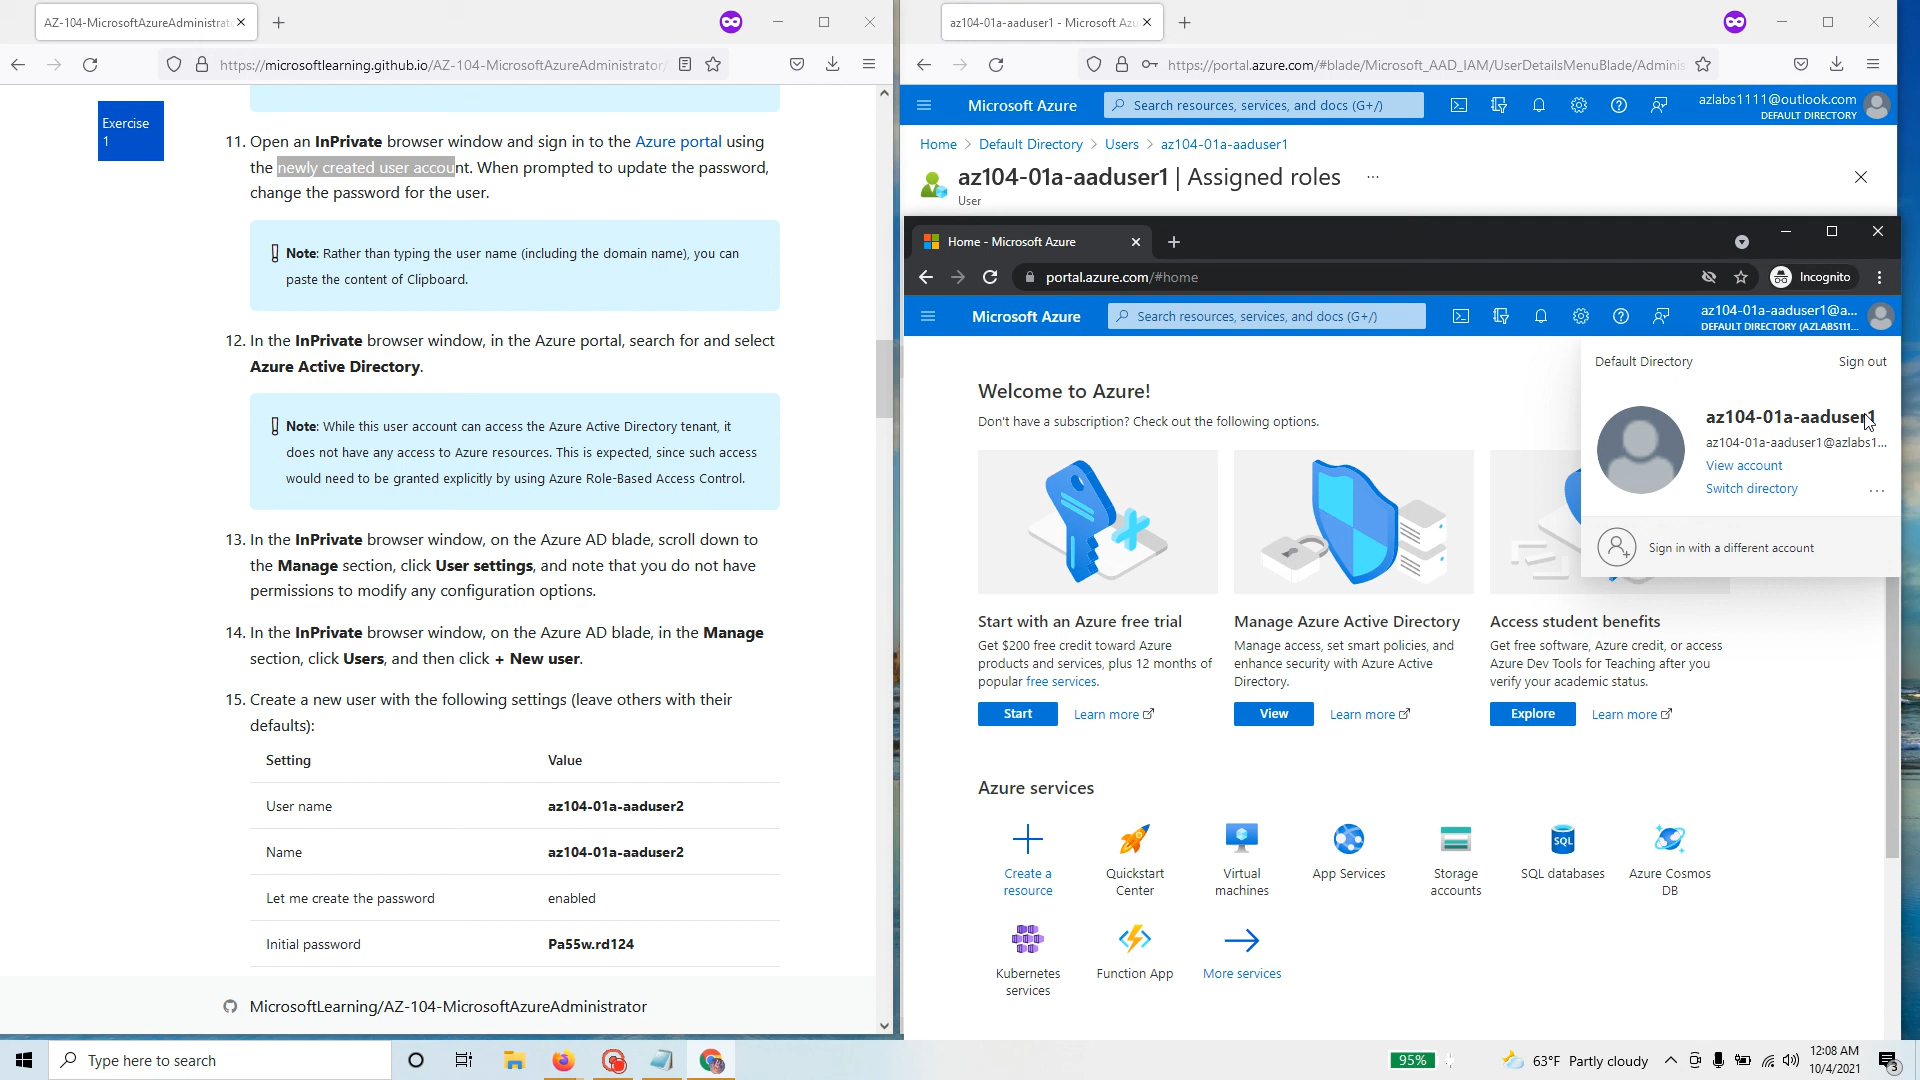 AZ-104-MicrosoftAzureAdministrat
https://microsoftlearning.github.io/AZ-104-MicrosoftAzureAdministrator/
Exercise
1
11. Open an InPrivate browser window and sign in to the Azure portal using
the newly created user account. When prompted to update the password,
change the password for the user.
Note: Rather than typing the user name (including the domain name), you can
paste the content of Clipboard.
12. In the InPrivate browser window, in the Azure portal, search for and select
Azure Active Directory.
Note: While this user account can access the Azure Active Directory tenant, it
does not have any access to Azure resources. This is expected, since such access
would need to be granted explicitly by using Azure Role-Based Access Control.
13. In the InPrivate browser window, on the Azure AD blade, scroll down to
the Manage section, click User settings, and note that you do not have
permissions to modify any configuration options.
14. In the InPrivate browser window, on the Azure AD blade, in the Manage
section, click Users, and then click + New user.
15. Create a new user with the following settings (leave others with their
defaults):
Setting Value
User name az104-01a-aaduser2
Name az104-01a-aaduser2
Let me create the password enabled
Initial password Pa55w.rd124
MicrosoftLearning/AZ-104-MicrosoftAzureAdministrator
az104-01a-aaduser1 - Microsoft Azu
https://portal.azure.com/#blade/Microsoft_AAD_IAM/UserDetailsMenuBlade/Adminis
Microsoft Azure
Search resources, services, and docs (G+/)
azlabs1111@outlook.com
DEFAULT DIRECTORY
Home > Default Directory > Users > az104-01a-aaduser1
az104-01a-aaduser1 | Assigned roles ...
User
Home - Microsoft Azure
portal.azure.com/#home
Incognito
Microsoft Azure
Search resources, services, and docs (G+/)
az104-01a-aaduser1@a...
DEFAULT DIRECTORY (AZLABS111...
Default Directory
Sign out
az104-01a-aaduser1
az104-01a-aaduser1@azlabs1...
View account
Switch directory
...
Sign in with a different account
Welcome to Azure!
Don't have a subscription? Check out the following options.
Start with an Azure free trial
Get $200 free credit toward Azure
products and services, plus 12 months of
popular free services.
Start Learn more
Manage Azure Active Directory
Manage access, set smart policies, and
enhance security with Azure Active
Directory.
View Learn more
Access student benefits
Get free software, Azure credit, or access
Azure Dev Tools for Teaching after you
verify your academic status.
Explore Learn more
Azure services
Create a
resource
Quickstart
Center
Virtual
machines
App Services
Storage
accounts
SQL
SQL databases
Azure Cosmos
DB
Kubernetes
services
Function App
More services
Type here to search
95%
63°F Partly cloudy
12:08 AM
10/4/2021
3